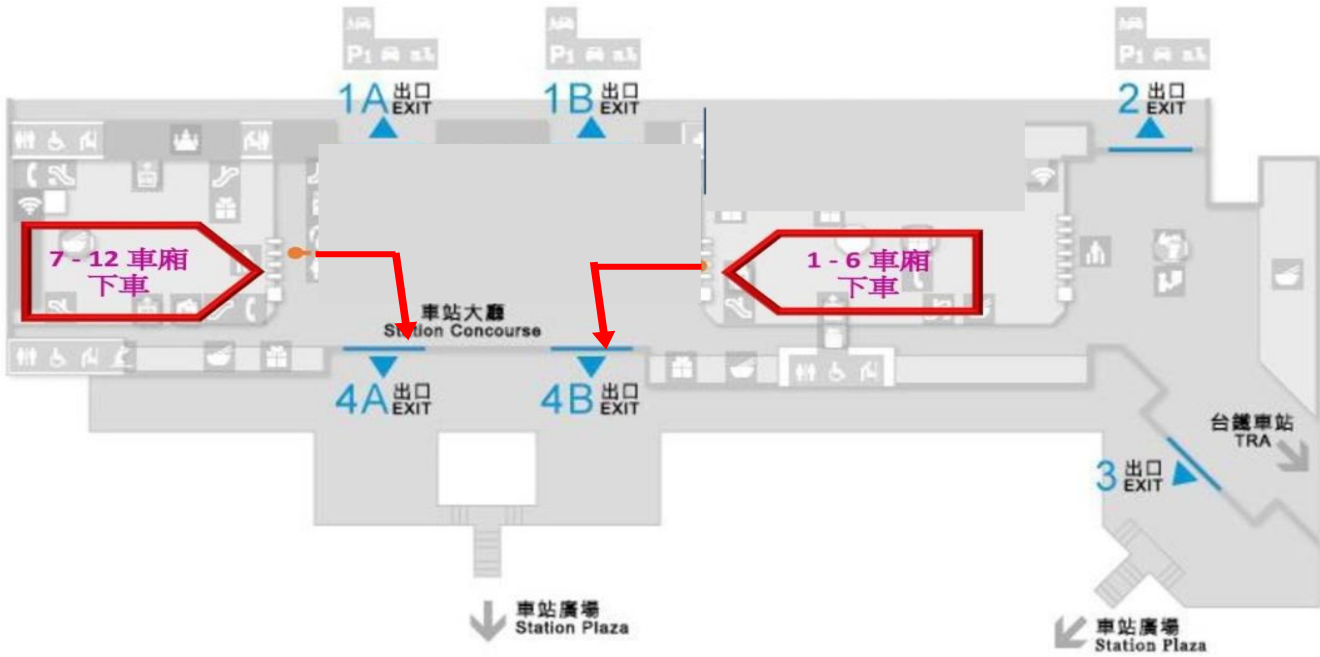 P1
P1
P1
1A 出口 EXIT
1B 出口 EXIT
2 出口 EXIT
7 - 12 車廂
下車
1 - 6 車廂
下車
車站大廳
Station Concourse
4A 出口 EXIT
4B 出口 EXIT
台鐵車站
TRA
3 出口 EXIT
車站廣場
Station Plaza
車站廣場
Station Plaza